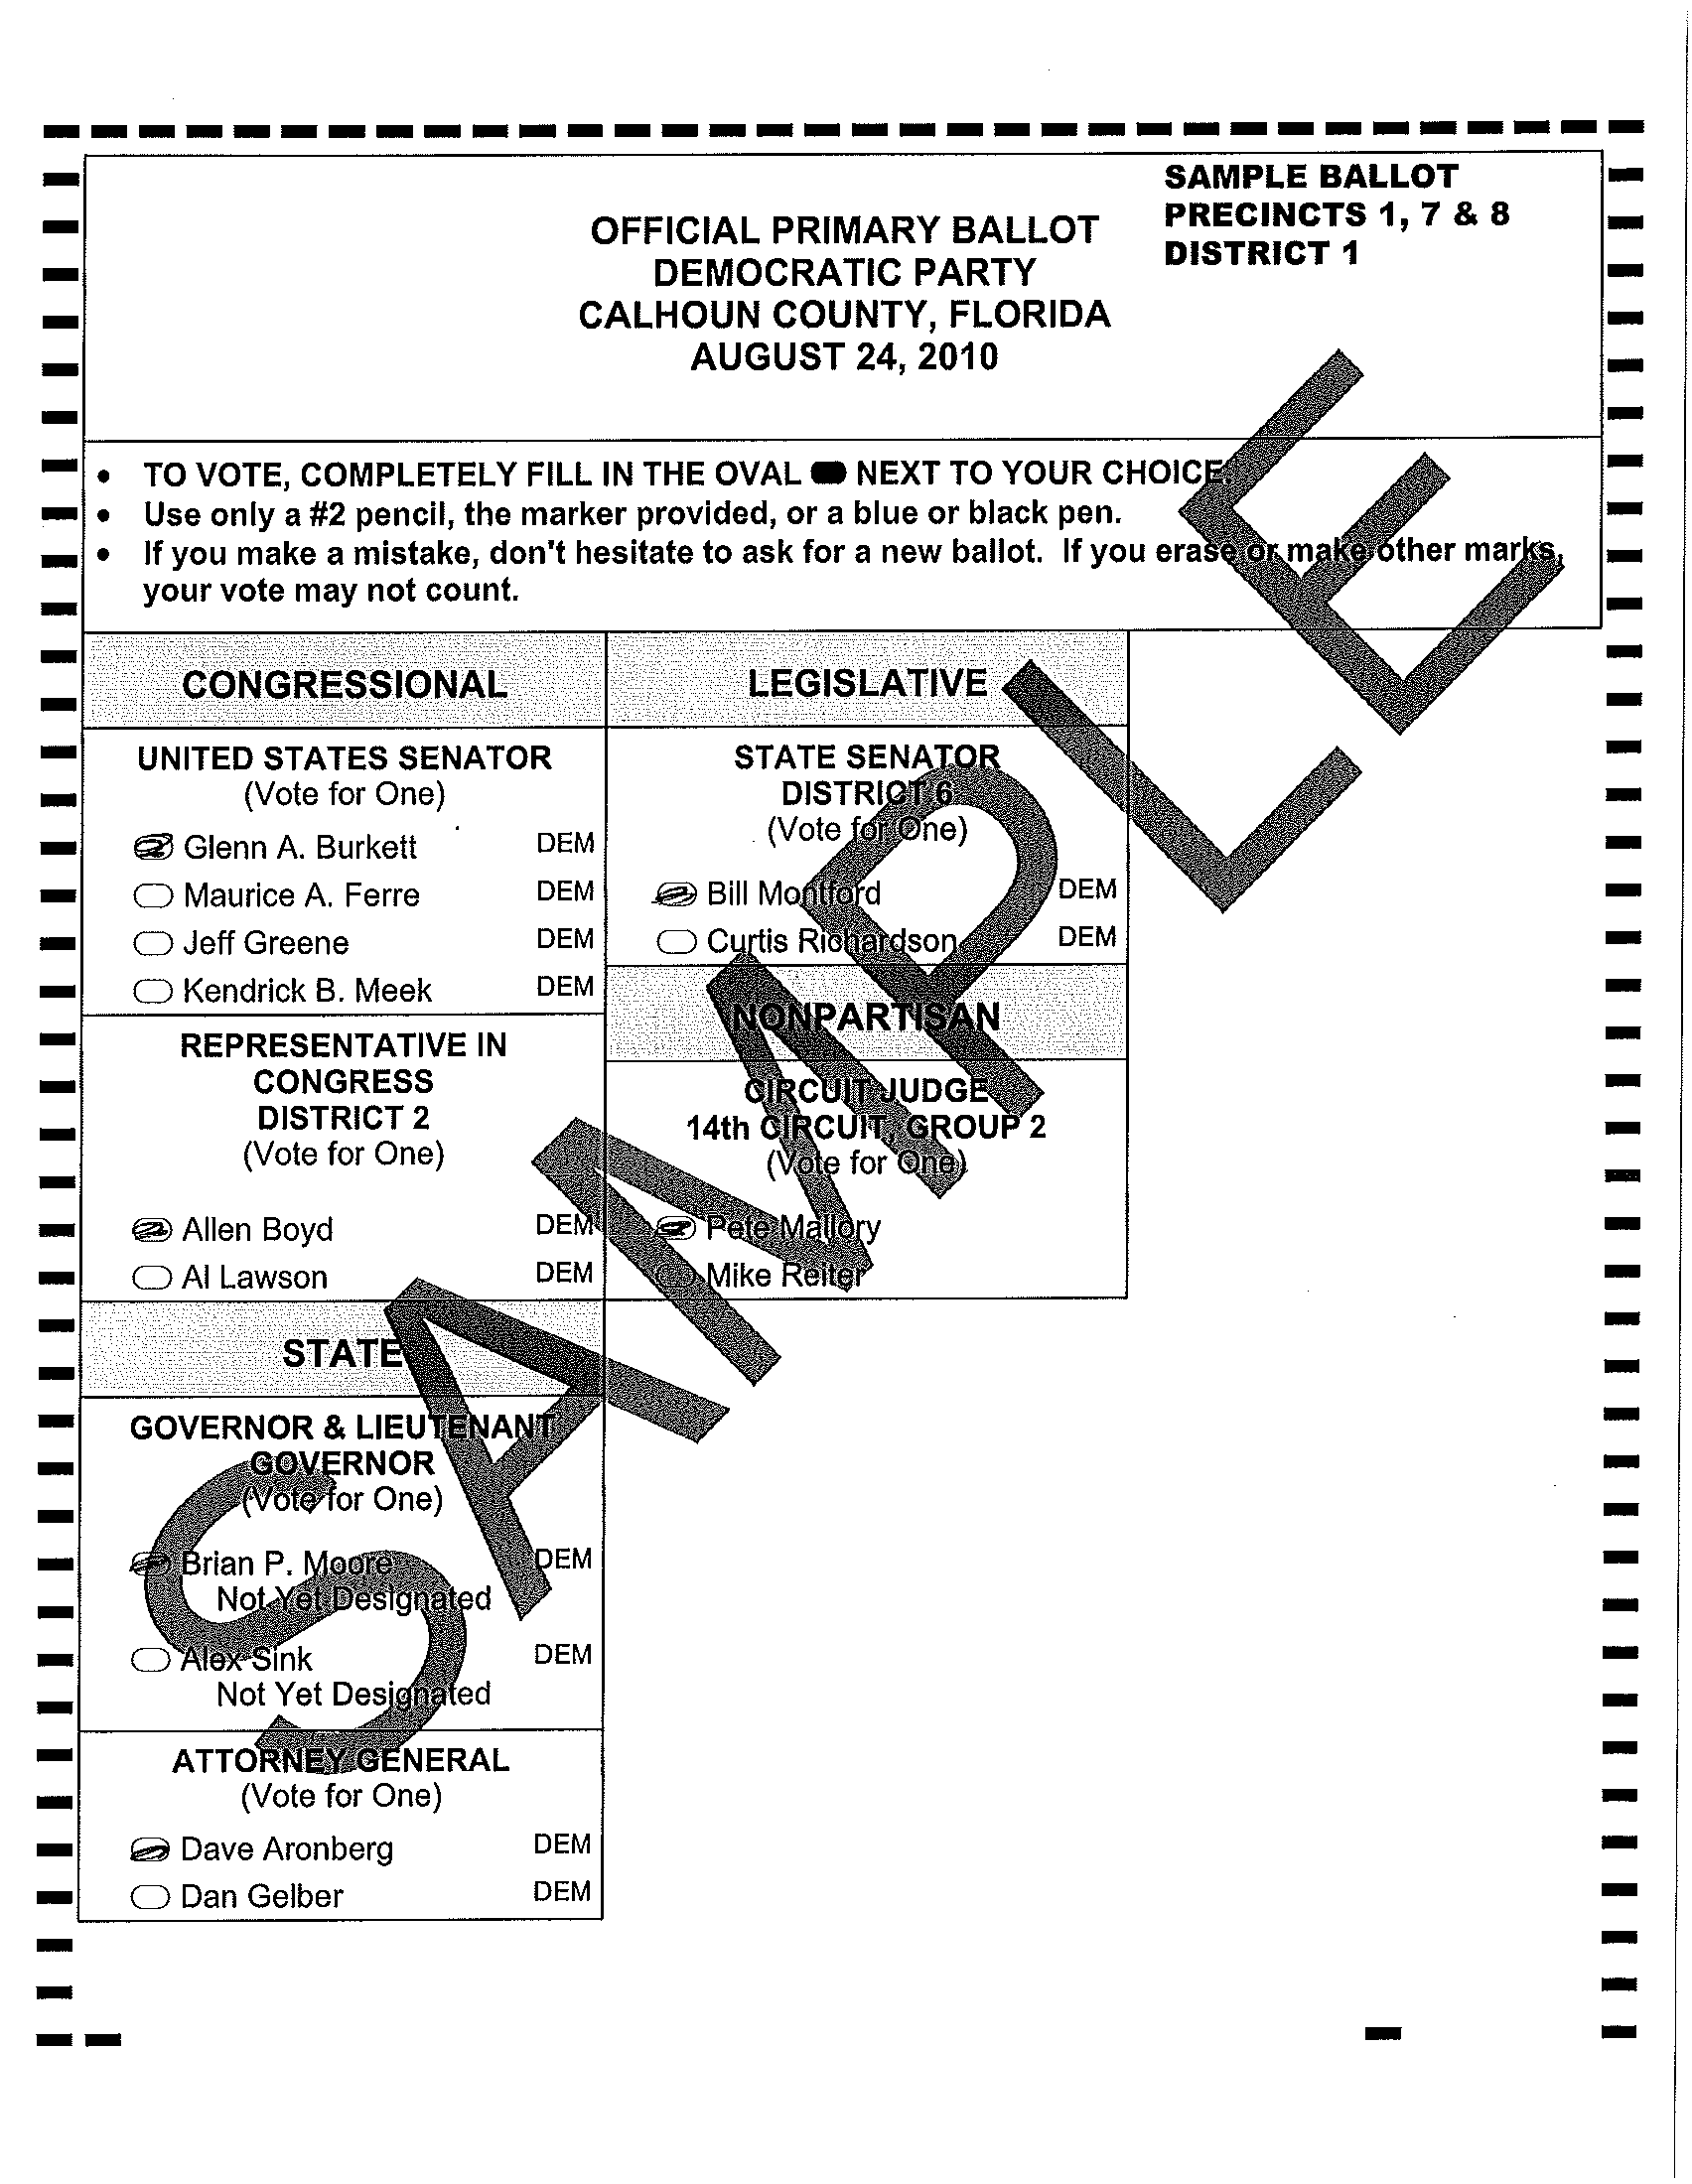 SAMPLE BALLOT
PRECINCTS 1, 7 & 8
DISTRICT 1
OFFICIAL PRIMARY BALLOT
DEMOCRATIC PARTY
CALHOUN COUNTY, FLORIDA
AUGUST 24, 2010
• TO VOTE, COMPLETELY FILL IN THE OVAL NEXT TO YOUR CHOICE.
• Use only a #2 pencil, the marker provided, or a blue or black pen.
• If you make a mistake, don't hesitate to ask for a new ballot. If you erase or make other marks,
your vote may not count.
CONGRESSIONAL
UNITED STATES SENATOR
(Vote for One)
Glenn A. Burkett DEM
Maurice A. Ferre DEM
Jeff Greene DEM
Kendrick B. Meek DEM
REPRESENTATIVE IN
CONGRESS
DISTRICT 2
(Vote for One)
Allen Boyd DEM
Al Lawson DEM
STATE
GOVERNOR & LIEUTENANT
GOVERNOR
(Vote for One)
Brian P. Moore DEM
Not Yet Designated
Alex Sink DEM
Not Yet Designated
ATTORNEY GENERAL
(Vote for One)
Dave Aronberg DEM
Dan Gelber DEM
LEGISLATIVE
STATE SENATOR
DISTRICT 6
(Vote for One)
Bill Montford DEM
Curtis Richardson DEM
NONPARTISAN
CIRCUIT JUDGE
14th CIRCUIT, GROUP 2
(Vote for One)
Pete Mallory
Mike Reiter
SAMPLE